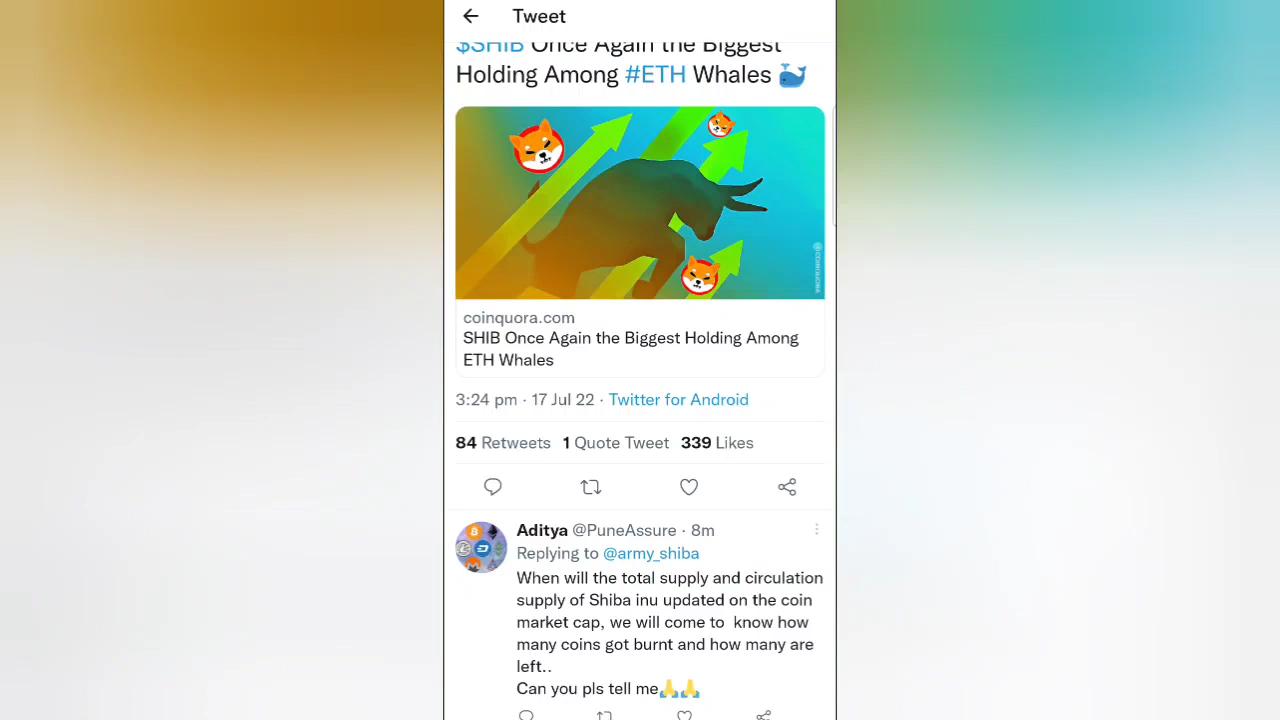 Tweet
$SHIB Once Again the Biggest
Holding Among #ETH Whales 🐳
@COINQUORA
coinquora.com
SHIB Once Again the Biggest Holding Among
ETH Whales
3:24 pm · 17 Jul 22 · Twitter for Android
84 Retweets 1 Quote Tweet 339 Likes
Aditya @PuneAssure · 8m
Replying to @army_shiba
When will the total supply and circulation
supply of Shiba inu updated on the coin
market cap, we will come to know how
many coins got burnt and how many are
left..
Can you pls tell me🙏🙏